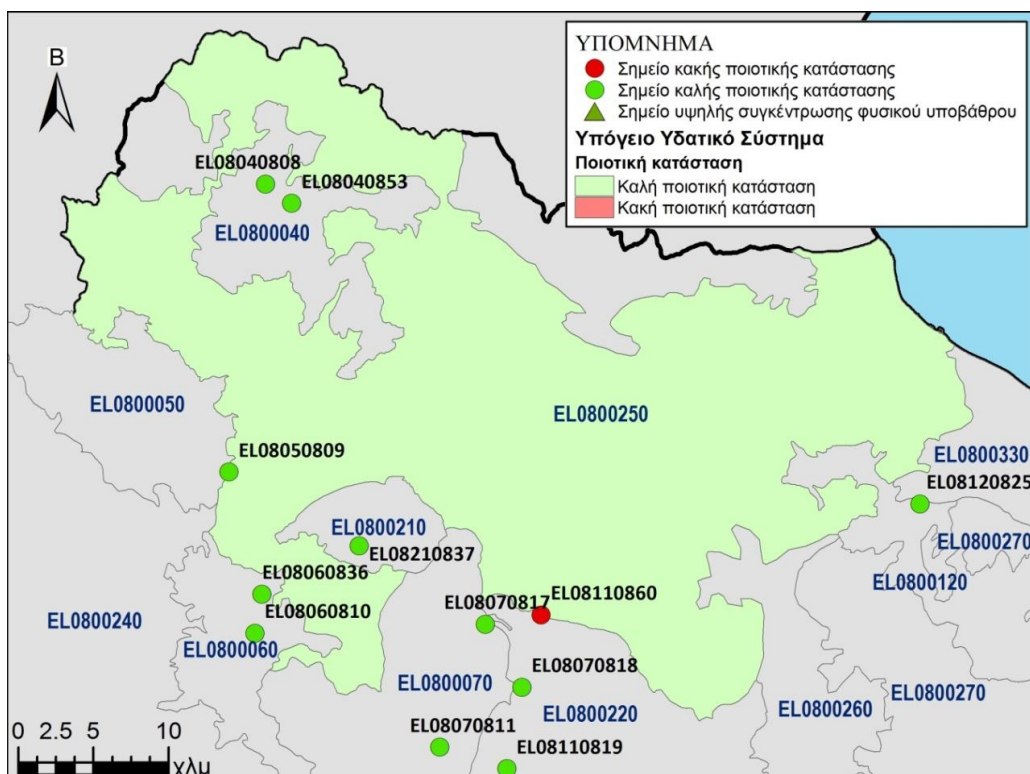 Β
ΥΠΟΜΝΗΜΑ
Σημείο κακής ποιοτικής κατάστασης
Σημείο καλής ποιοτικής κατάστασης
Σημείο υψηλής συγκέντρωσης φυσικού υποβάθρου
Υπόγειο Υδατικό Σύστημα
Ποιοτική κατάσταση
Καλή ποιοτική κατάσταση
Κακή ποιοτική κατάσταση
EL08040808
EL08040853
EL0800040
EL0800050
EL0800250
EL08050809
EL0800330
EL08120825
EL0800210
EL08210837
EL0800270
EL08060836
EL0800120
EL08110860
EL08070817
EL08060810
EL0800240
EL0800060
EL08070818
EL0800070
EL0800270
EL0800220
EL0800260
EL08070811
EL08110819
0 2.5 5 10
χλμ